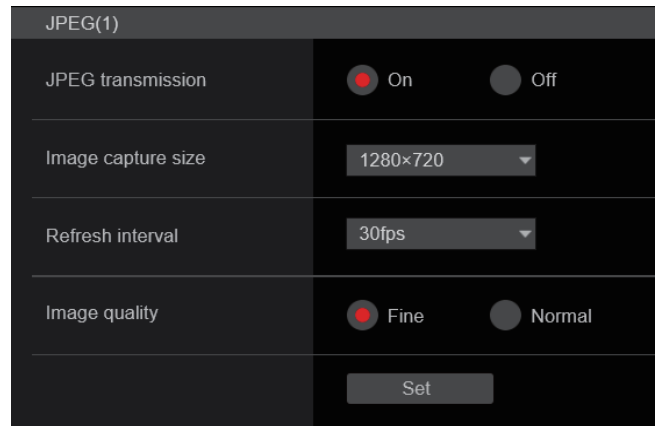 JPEG(1)
JPEG transmission On Off
Image capture size 1280×720
Refresh interval 30fps
Image quality Fine Normal
Set